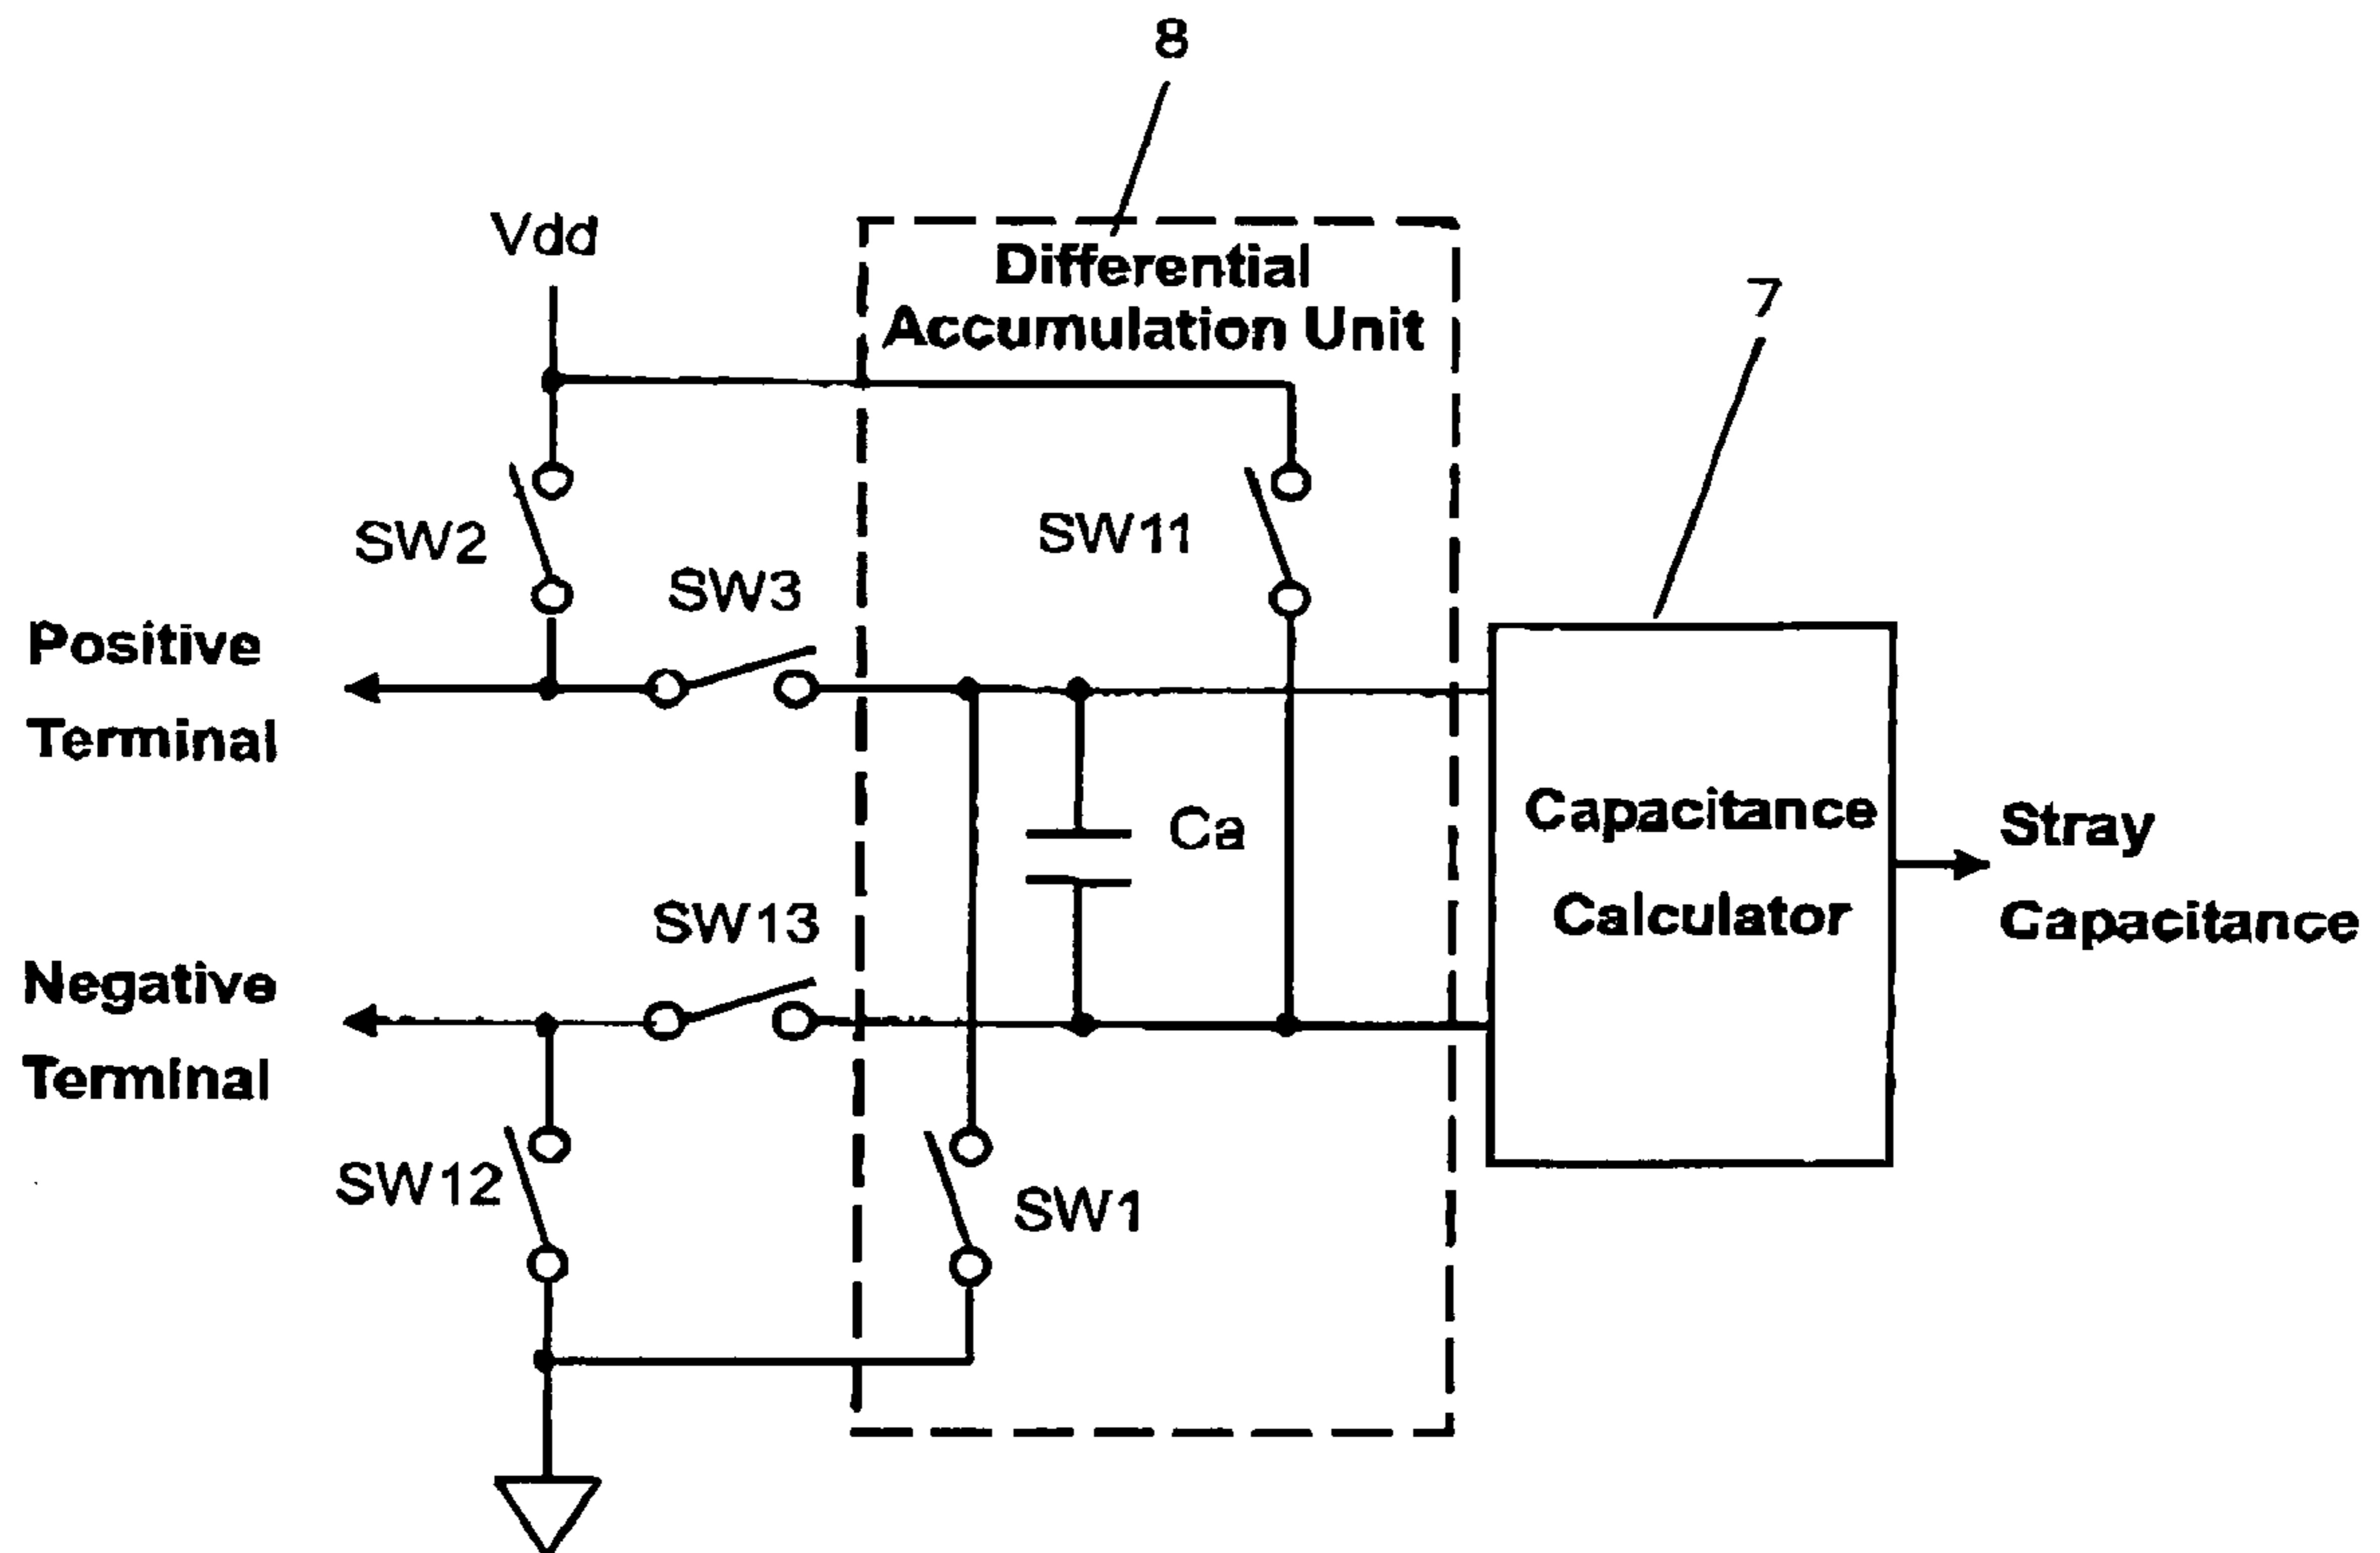 8
Vdd
Differential
Accumulation Unit
7
SW2
SW11
SW3
Positive
Terminal
Ca
Capacitance
Calculator
Stray
Capacitance
SW13
Negative
Terminal
SW12
SW1